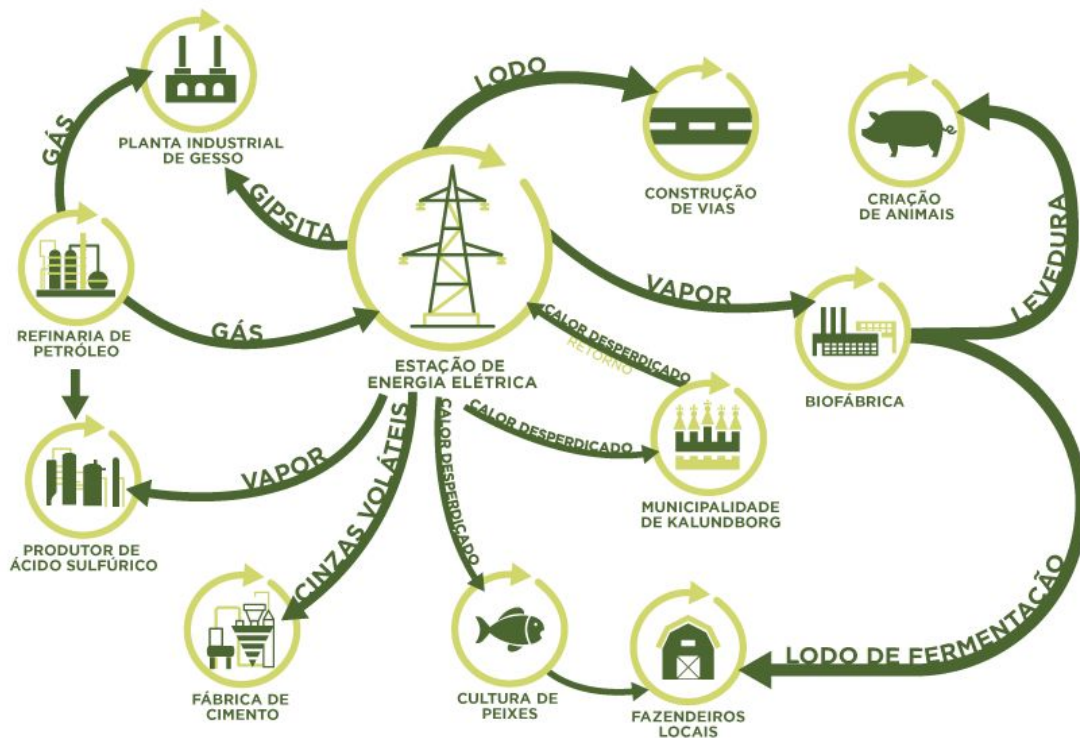 LODO
GÁS
PLANTA INDUSTRIAL
DE GESSO
GIPSITA
CONSTRUÇÃO
DE VIAS
CRIAÇÃO
DE ANIMAIS
LEVEDURA
VAPOR
REFINARIA DE
PETRÓLEO
GÁS
CALOR DESPERDIÇADO
RETORNO
ESTAÇÃO DE
ENERGIA ELÉTRICA
BIOFÁBRICA
VAPOR
CINZAS VOLÁTEIS
CALOR DESPERDIÇADO
CALOR DESPERDIÇADO
MUNICIPALIDADE
DE KALUNDBORG
PRODUTOR DE
ÁCIDO SULFÚRICO
LODO DE FERMENTAÇÃO
FÁBRICA DE
CIMENTO
CULTURA DE
PEIXES
FAZENDEIROS
LOCAIS